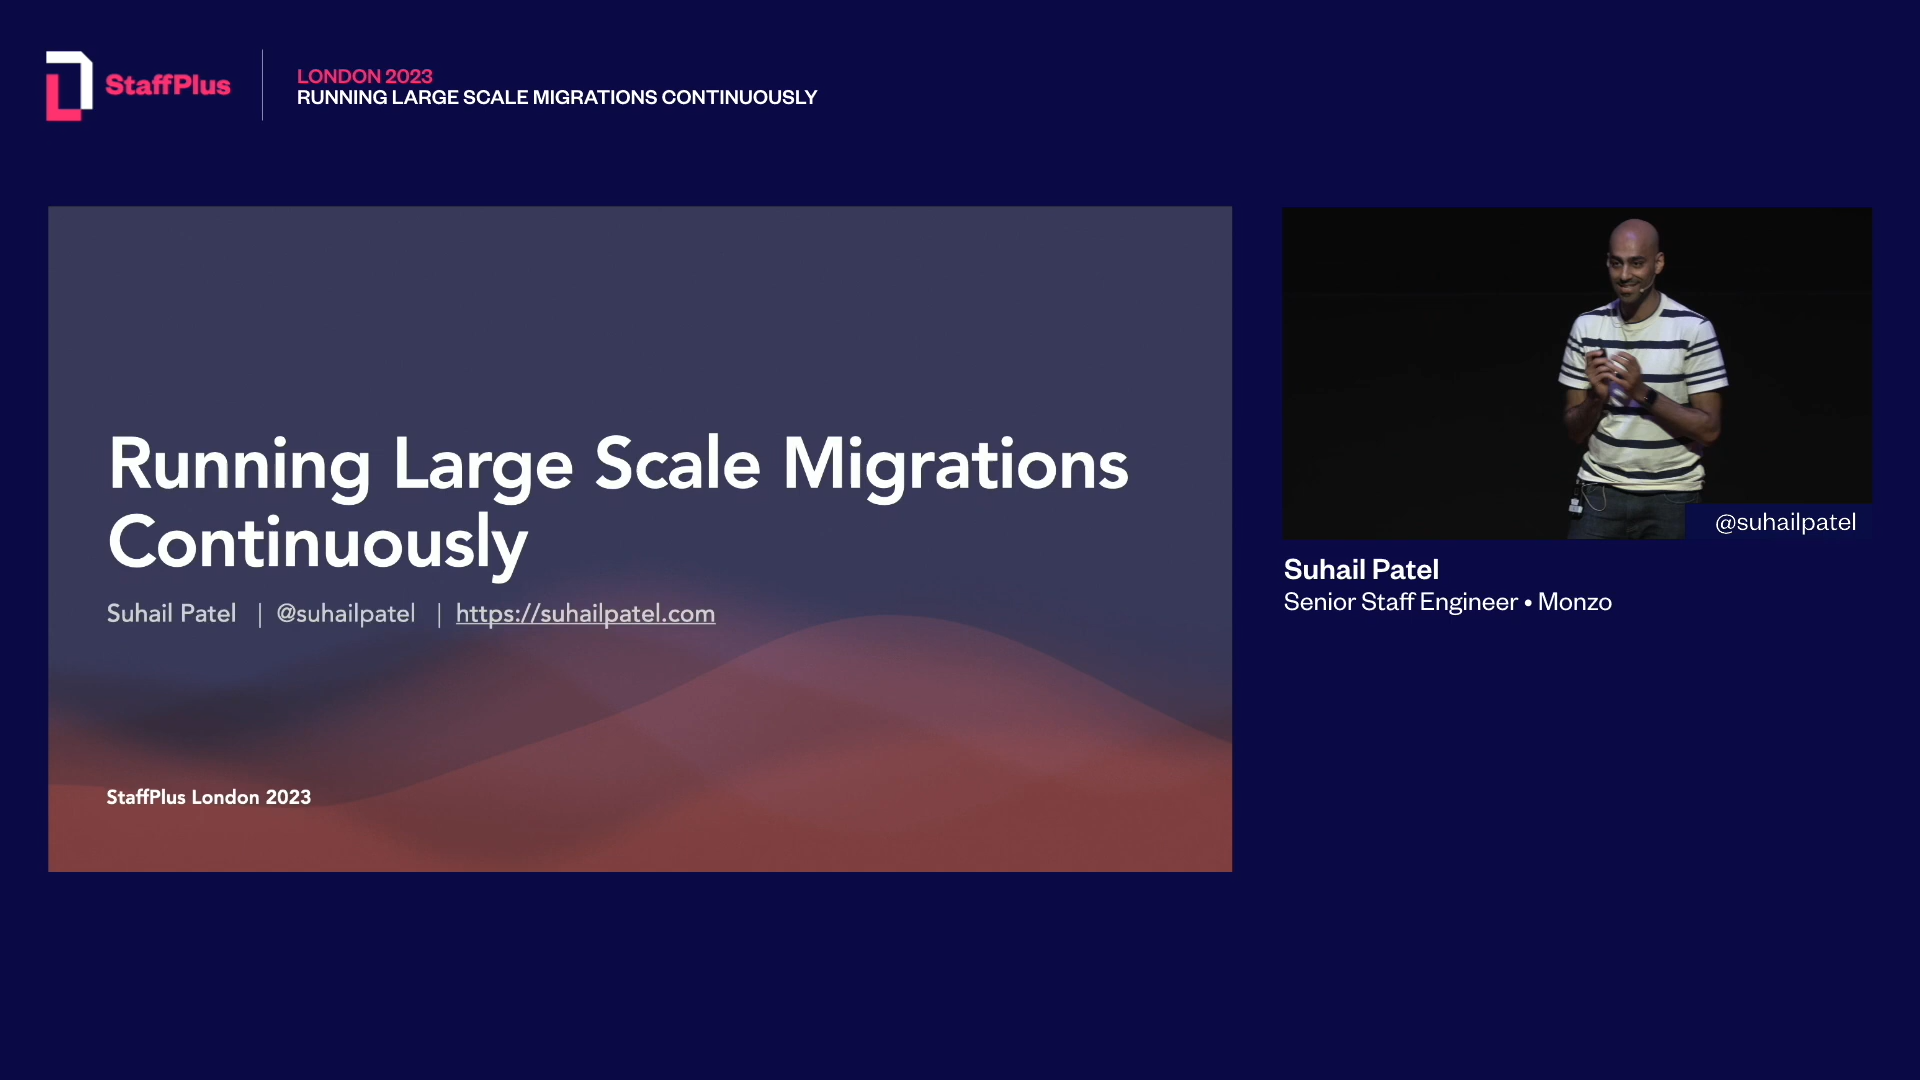 StaffPlus
LONDON 2023
RUNNING LARGE SCALE MIGRATIONS CONTINUOUSLY
Running Large Scale Migrations
Continuously
Suhail Patel | @suhailpatel | https://suhailpatel.com
StaffPlus London 2023
@suhailpatel
Suhail Patel
Senior Staff Engineer • Monzo